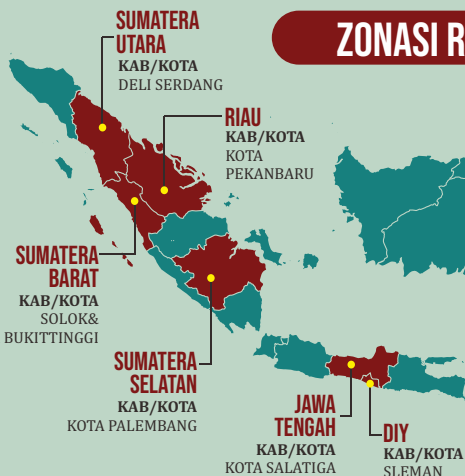 SUMATERA
UTARA
KAB/KOTA
DELI SERDANG
ZONASI R
RIAU
KAB/KOTA
KOTA
PEKANBARU
SUMATERA
BARAT
KAB/KOTA
SOLOK&
BUKITTINGGI
SUMATERA
SELATAN
KAB/KOTA
KOTA PALEMBANG
JAWA
TENGAH
KAB/KOTA
KOTA SALATIGA
DIY
KAB/KOTA
SLEMAN